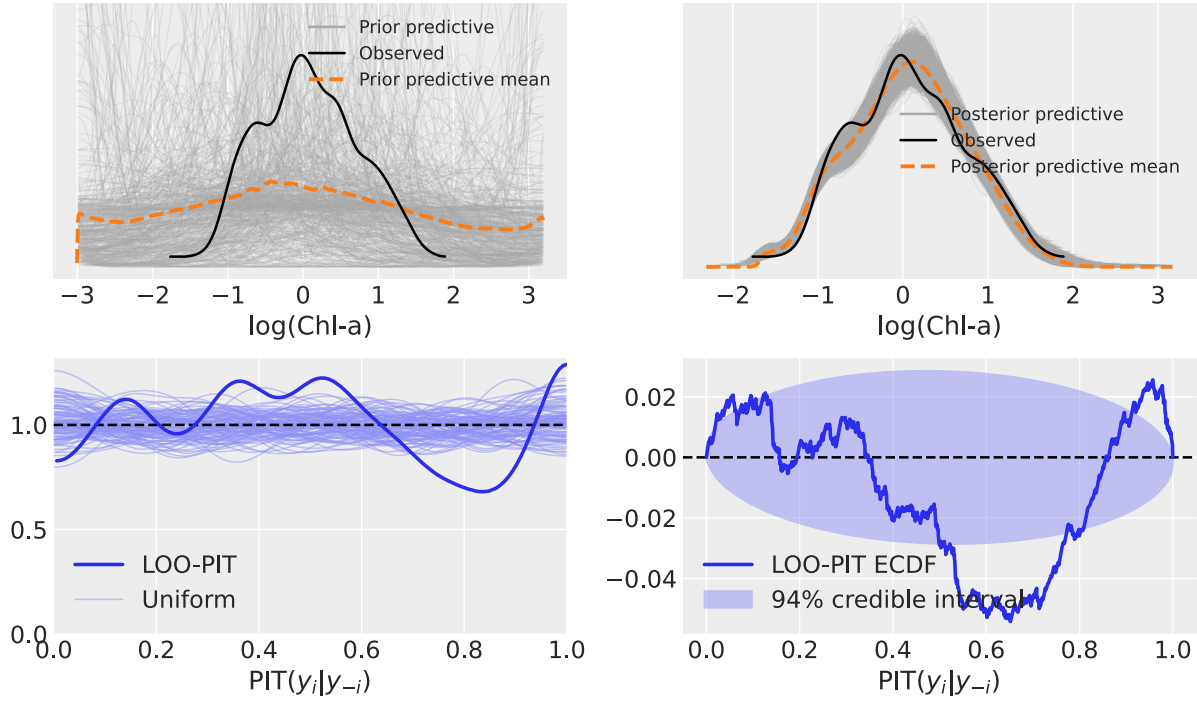 Prior predictive
Observed
Prior predictive mean
−3 −2 −1 0 1 2 3
log(Chl-a)
Posterior predictive
Observed
Posterior predictive mean
−2 −1 0 1 2 3
log(Chl-a)
1.0
0.5
0.0
LOO-PIT
Uniform
0.0 0.2 0.4 0.6 0.8 1.0
PIT(y_i|y_{−i})
0.02
0.00
−0.02
−0.04
LOO-PIT ECDF
94% credible interval
0.0 0.2 0.4 0.6 0.8 1.0
PIT(y_i|y_{−i})